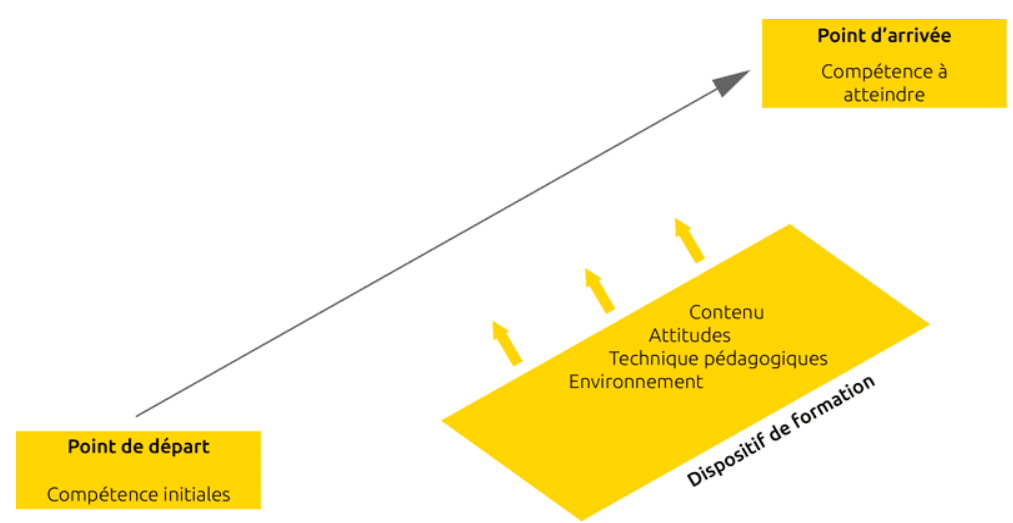 Point d’arrivée
Compétence à
atteindre
Contenu
Attitudes
Technique pédagogiques
Environnement
Dispositif de formation
Point de départ
Compétence initiales